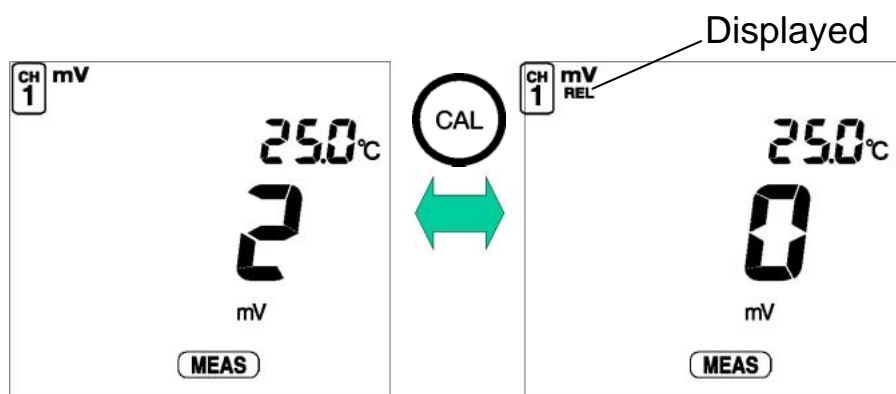 Displayed
CH 1 mV
25.0°C
2
mV
MEAS
CAL
CH 1 mV
REL
25.0°C
0
mV
MEAS